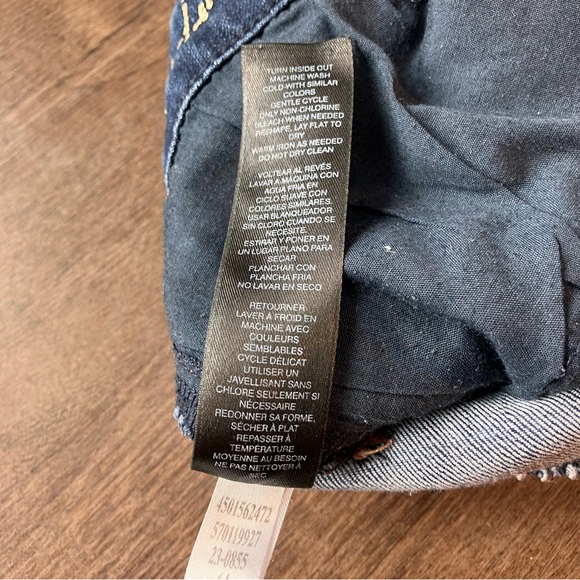 TURN INSIDE OUT
MACHINE WASH
COLD-WITH SIMILAR
COLORS
GENTLE CYCLE
ONLY NON-CHLORINE
BLEACH WHEN NEEDED
RESHAPE, LAY FLAT TO
DRY
WARM IRON AS NEEDED
DO NOT DRY CLEAN
VOLTEAR AL REVÉS
LAVAR A MAQUINA CON
AGUA FRIA EN
CICLO SUAVE CON
COLORES SIMILARES.
USAR BLANQUEADOR
SIN CLORO CUANDO SE
NECESITE.
ESTIRAR Y PONER EN
UN LUGAR PLANO PARA
SECAR
PLANCHAR CON
PLANCHA FRIA
NO LAVAR EN SECO
RETOURNER
LAVER À FROID EN
MACHINE AVEC
COULEURS
SEMBLABLES
CYCLE DÉLICAT
UTILISER UN
JAVELLISANT SANS
CHLORE SEULEMENT SI
NÉCESSAIRE
REDONNER SA FORME,
SÉCHER À PLAT
REPASSER À
TEMPÉRATURE
MOYENNE AU BESOIN
NE PAS NETTOYER À
SEC
4501562472
570119927
23-0855